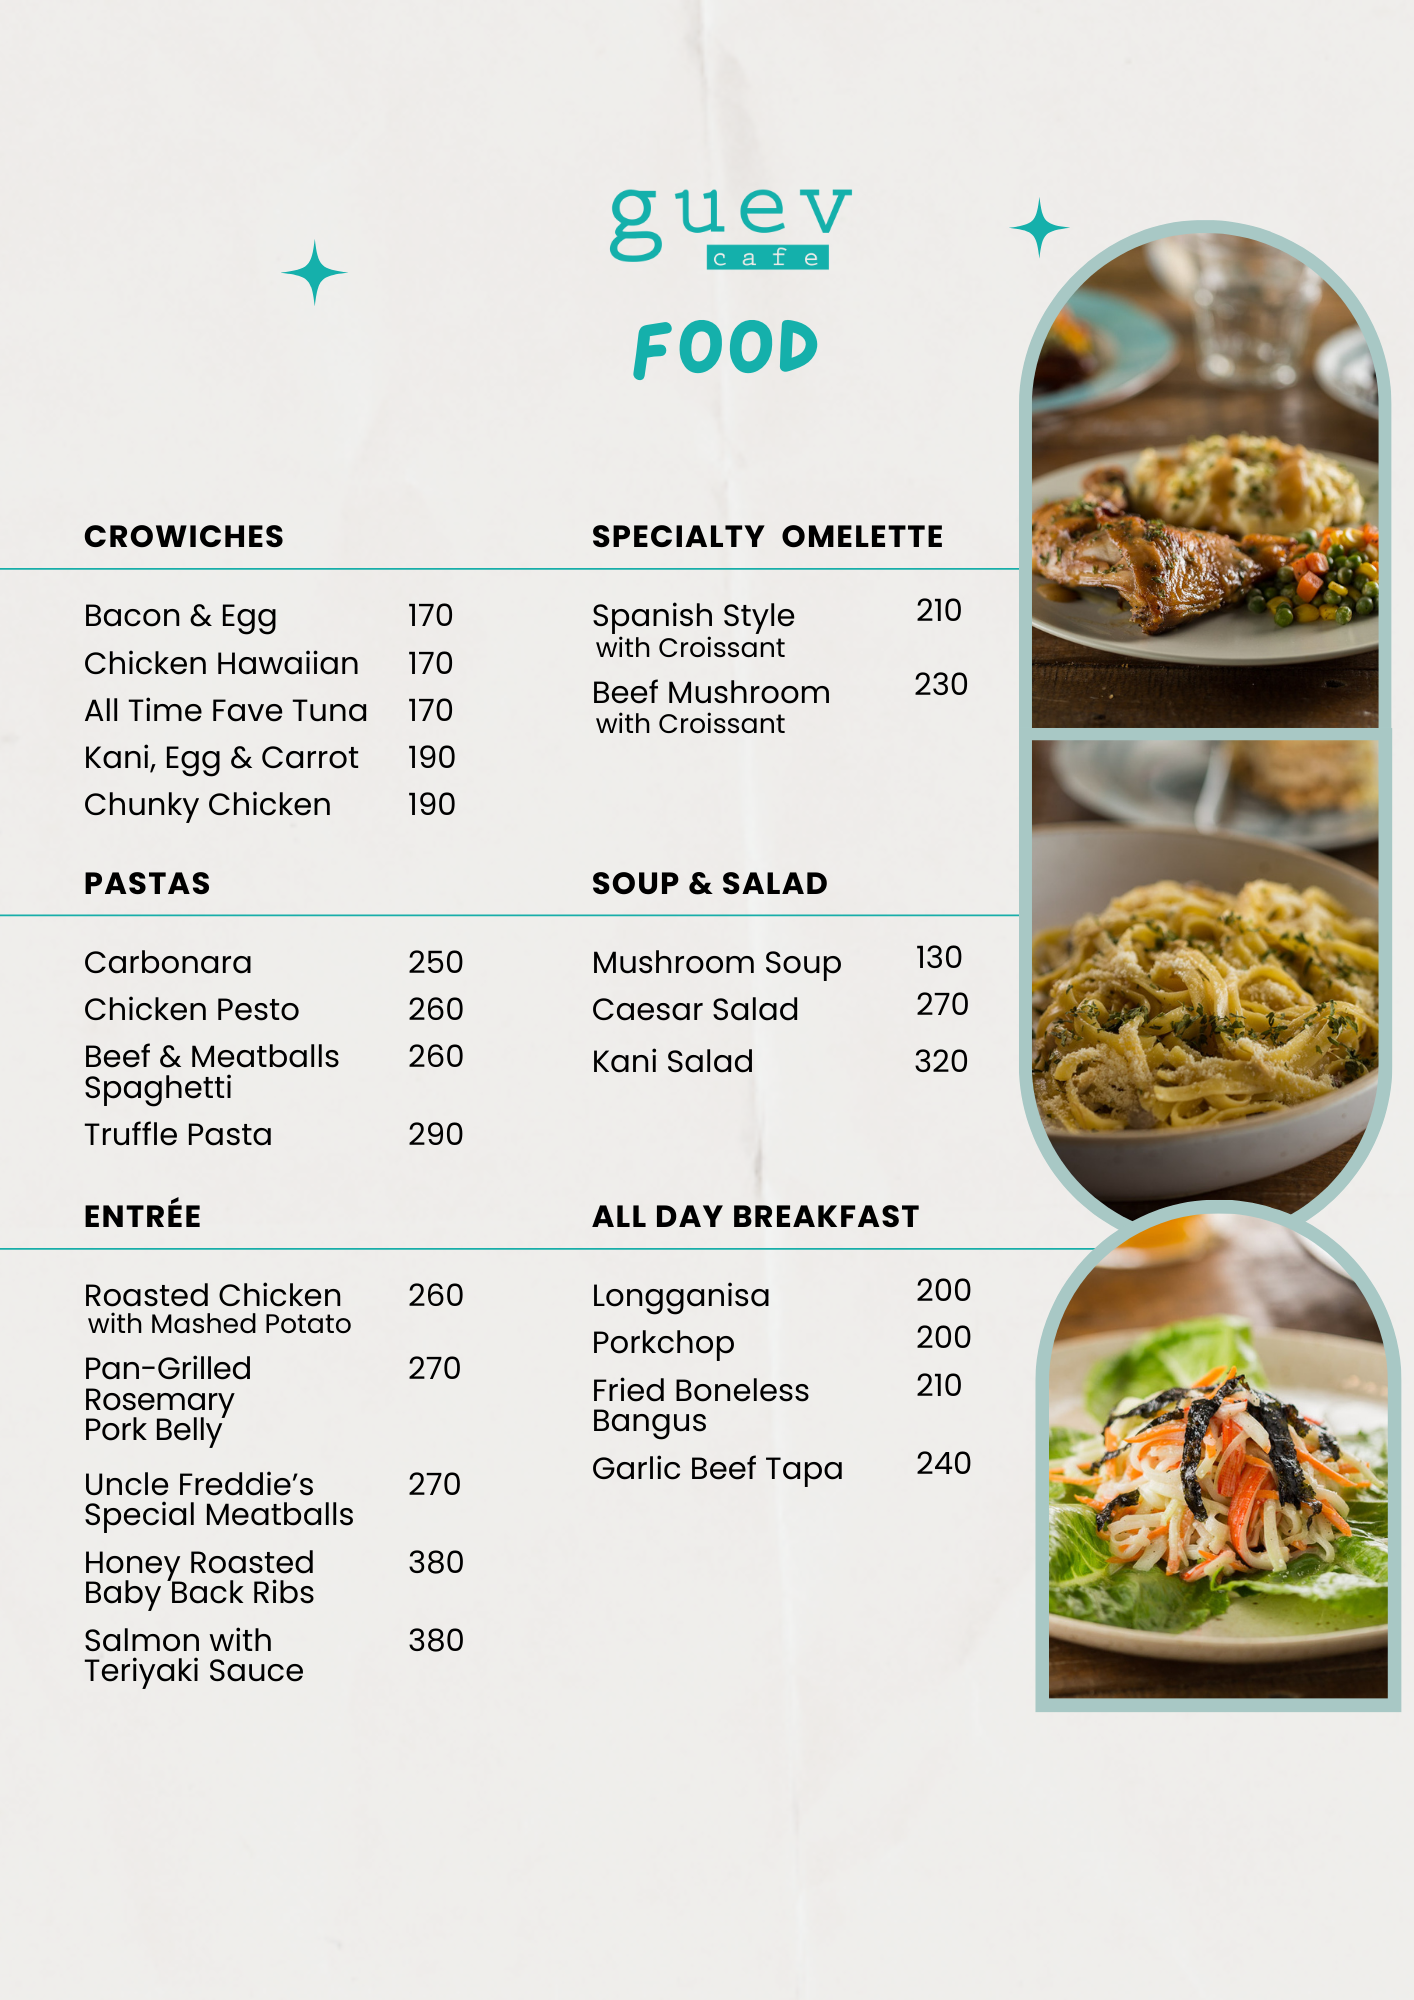 guev
cafe
FOOD
CROWICHES
Bacon & Egg 170
Chicken Hawaiian 170
All Time Fave Tuna 170
Kani, Egg & Carrot 190
Chunky Chicken 190
SPECIALTY OMELETTE
Spanish Style 210
with Croissant
Beef Mushroom 230
with Croissant
PASTAS
Carbonara 250
Chicken Pesto 260
Beef & Meatballs 260
Spaghetti
Truffle Pasta 290
SOUP & SALAD
Mushroom Soup 130
Caesar Salad 270
Kani Salad 320
ENTRÉE
Roasted Chicken 260
with Mashed Potato
Pan-Grilled 270
Rosemary
Pork Belly
Uncle Freddie’s 270
Special Meatballs
Honey Roasted 380
Baby Back Ribs
Salmon with 380
Teriyaki Sauce
ALL DAY BREAKFAST
Longganisa 200
Porkchop 200
Fried Boneless 210
Bangus
Garlic Beef Tapa 240